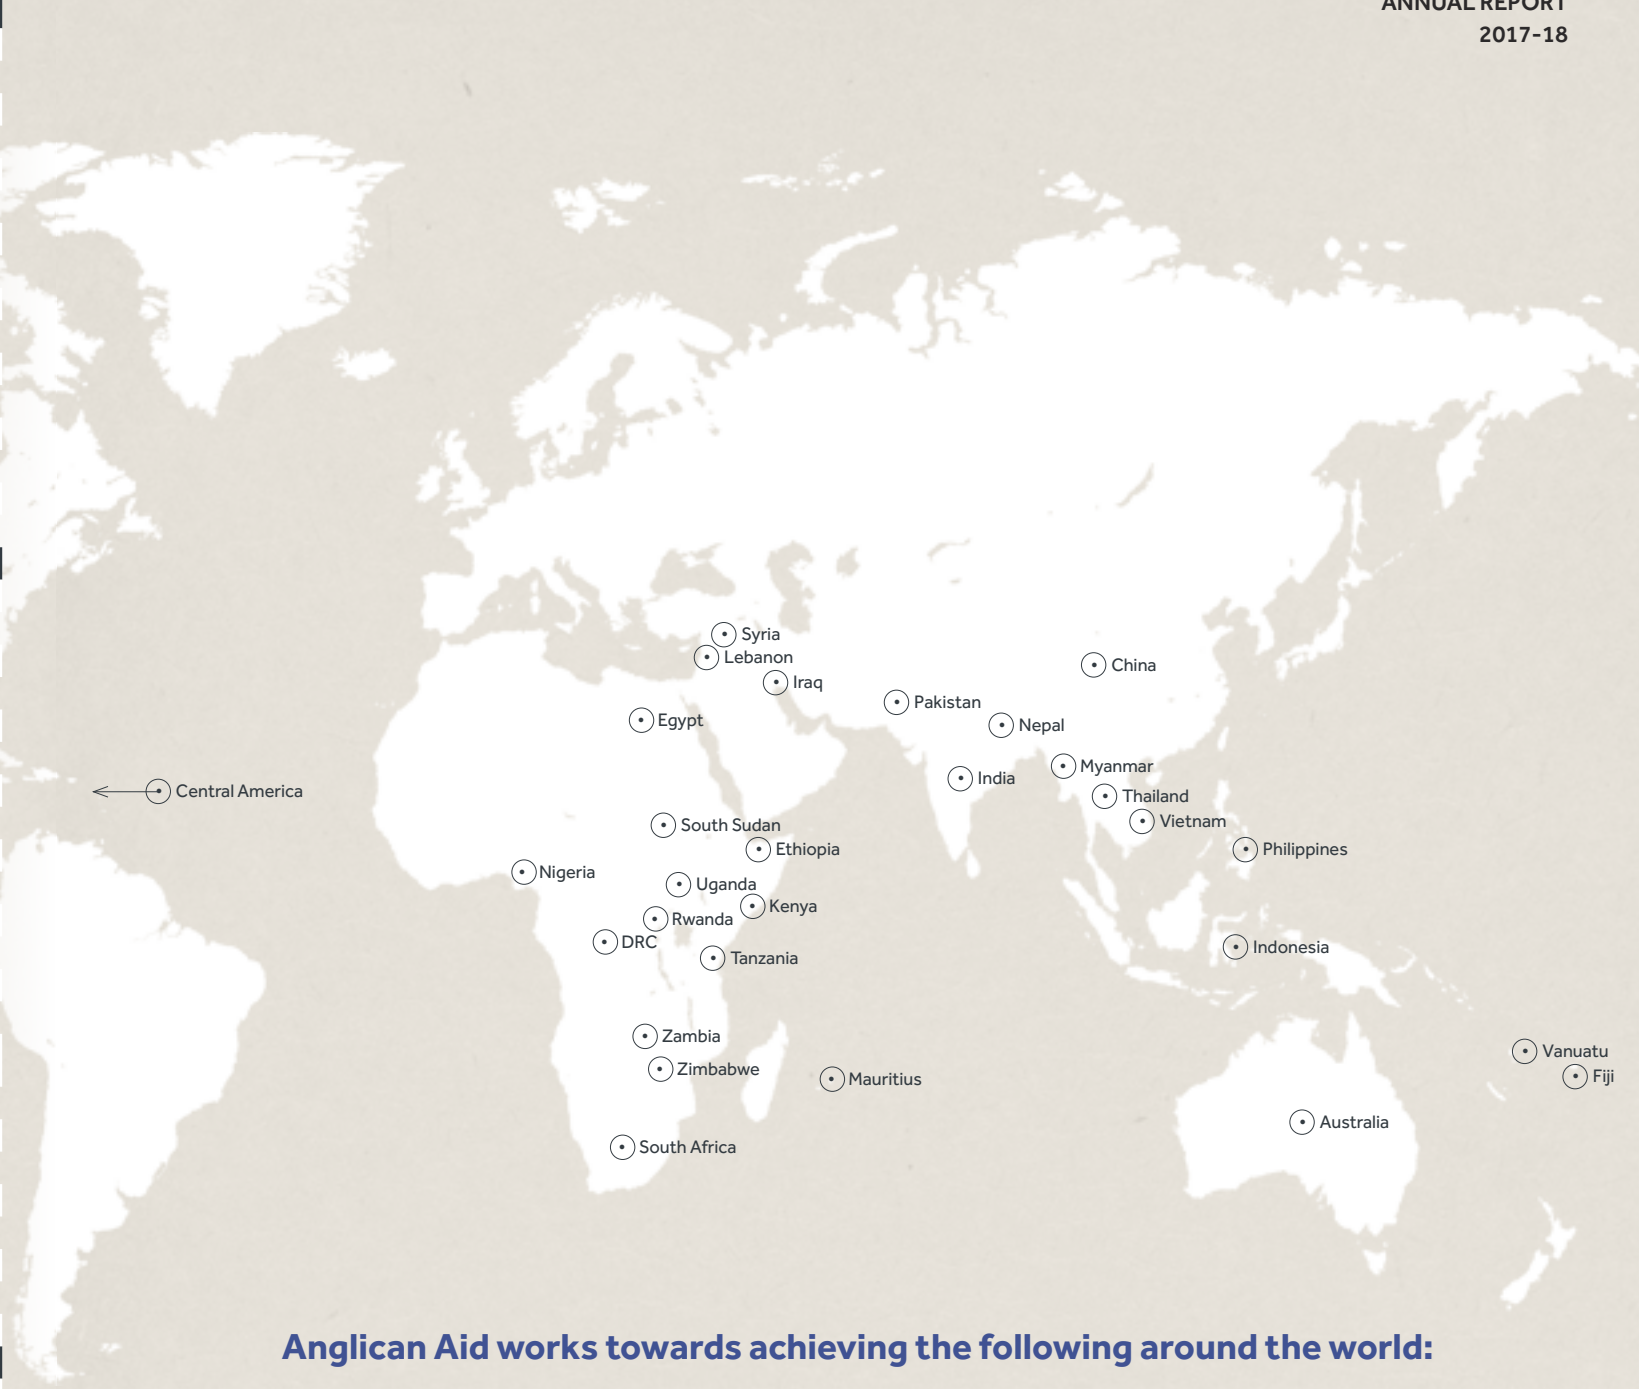 ANNUAL REPORT
2017-18
Syria
Lebanon
China
Iraq
Pakistan
Egypt
Nepal
Myanmar
India
Central America
Thailand
Vietnam
South Sudan
Ethiopia
Philippines
Nigeria
Uganda
Kenya
Rwanda
DRC
Indonesia
Tanzania
Zambia
Vanuatu
Zimbabwe
Fiji
Mauritius
Australia
South Africa
Anglican Aid works towards achieving the following around the world: